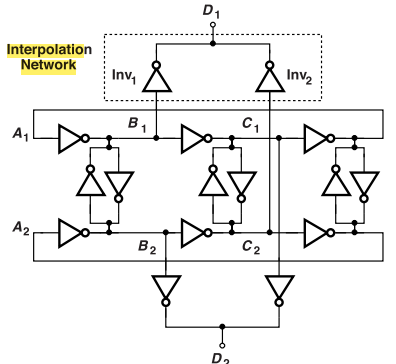 D1
Interpolation
Network
Inv1
Inv2
A1
B1
C1
A2
B2
C2
D2